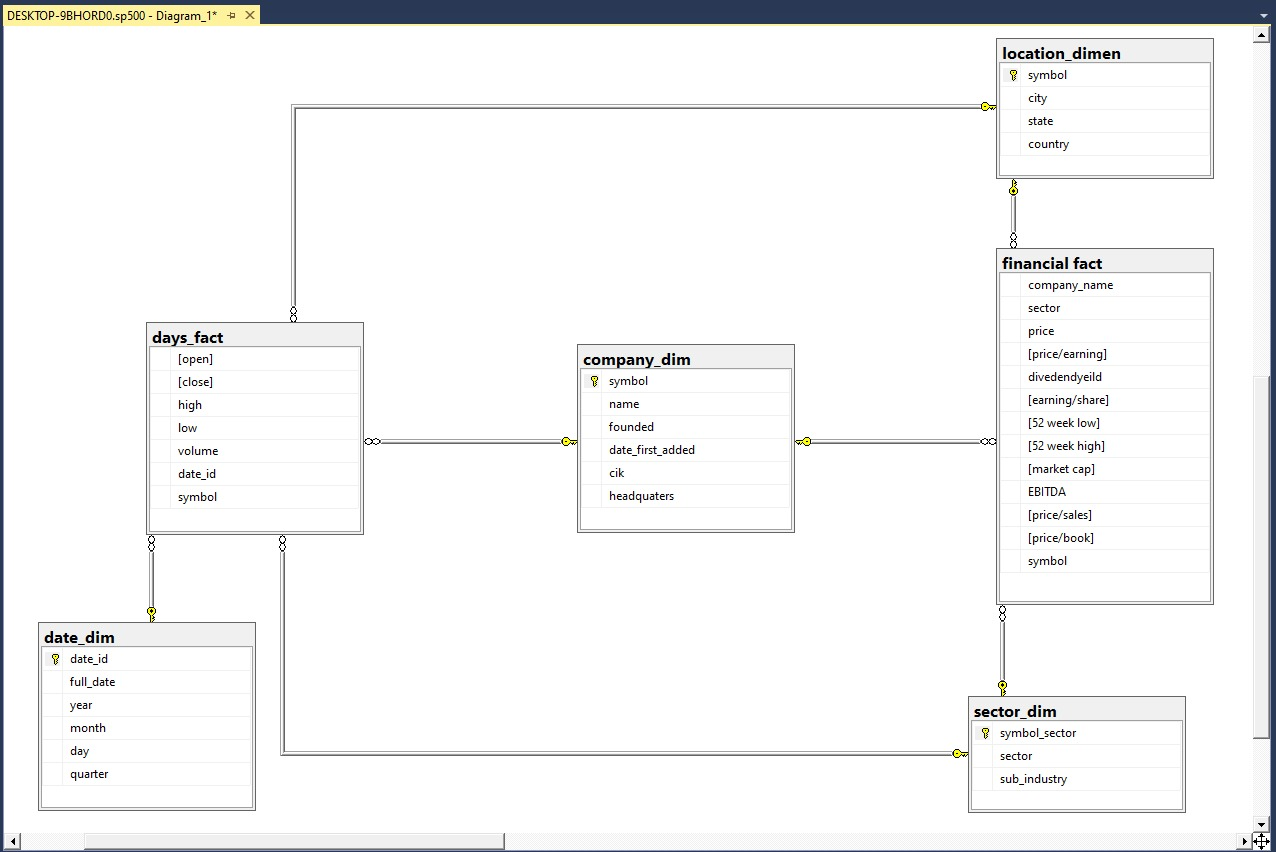 DESKTOP-9BHORD0.sp500 - Diagram_1*
location_dimen
symbol
city
state
country
financial fact
company_name
sector
price
[price/earning]
divedendyeild
[earning/share]
[52 week low]
[52 week high]
[market cap]
EBITDA
[price/sales]
[price/book]
symbol
days_fact
[open]
[close]
high
low
volume
date_id
symbol
company_dim
symbol
name
founded
date_first_added
cik
headquaters
date_dim
date_id
full_date
year
month
day
quarter
sector_dim
symbol_sector
sector
sub_industry